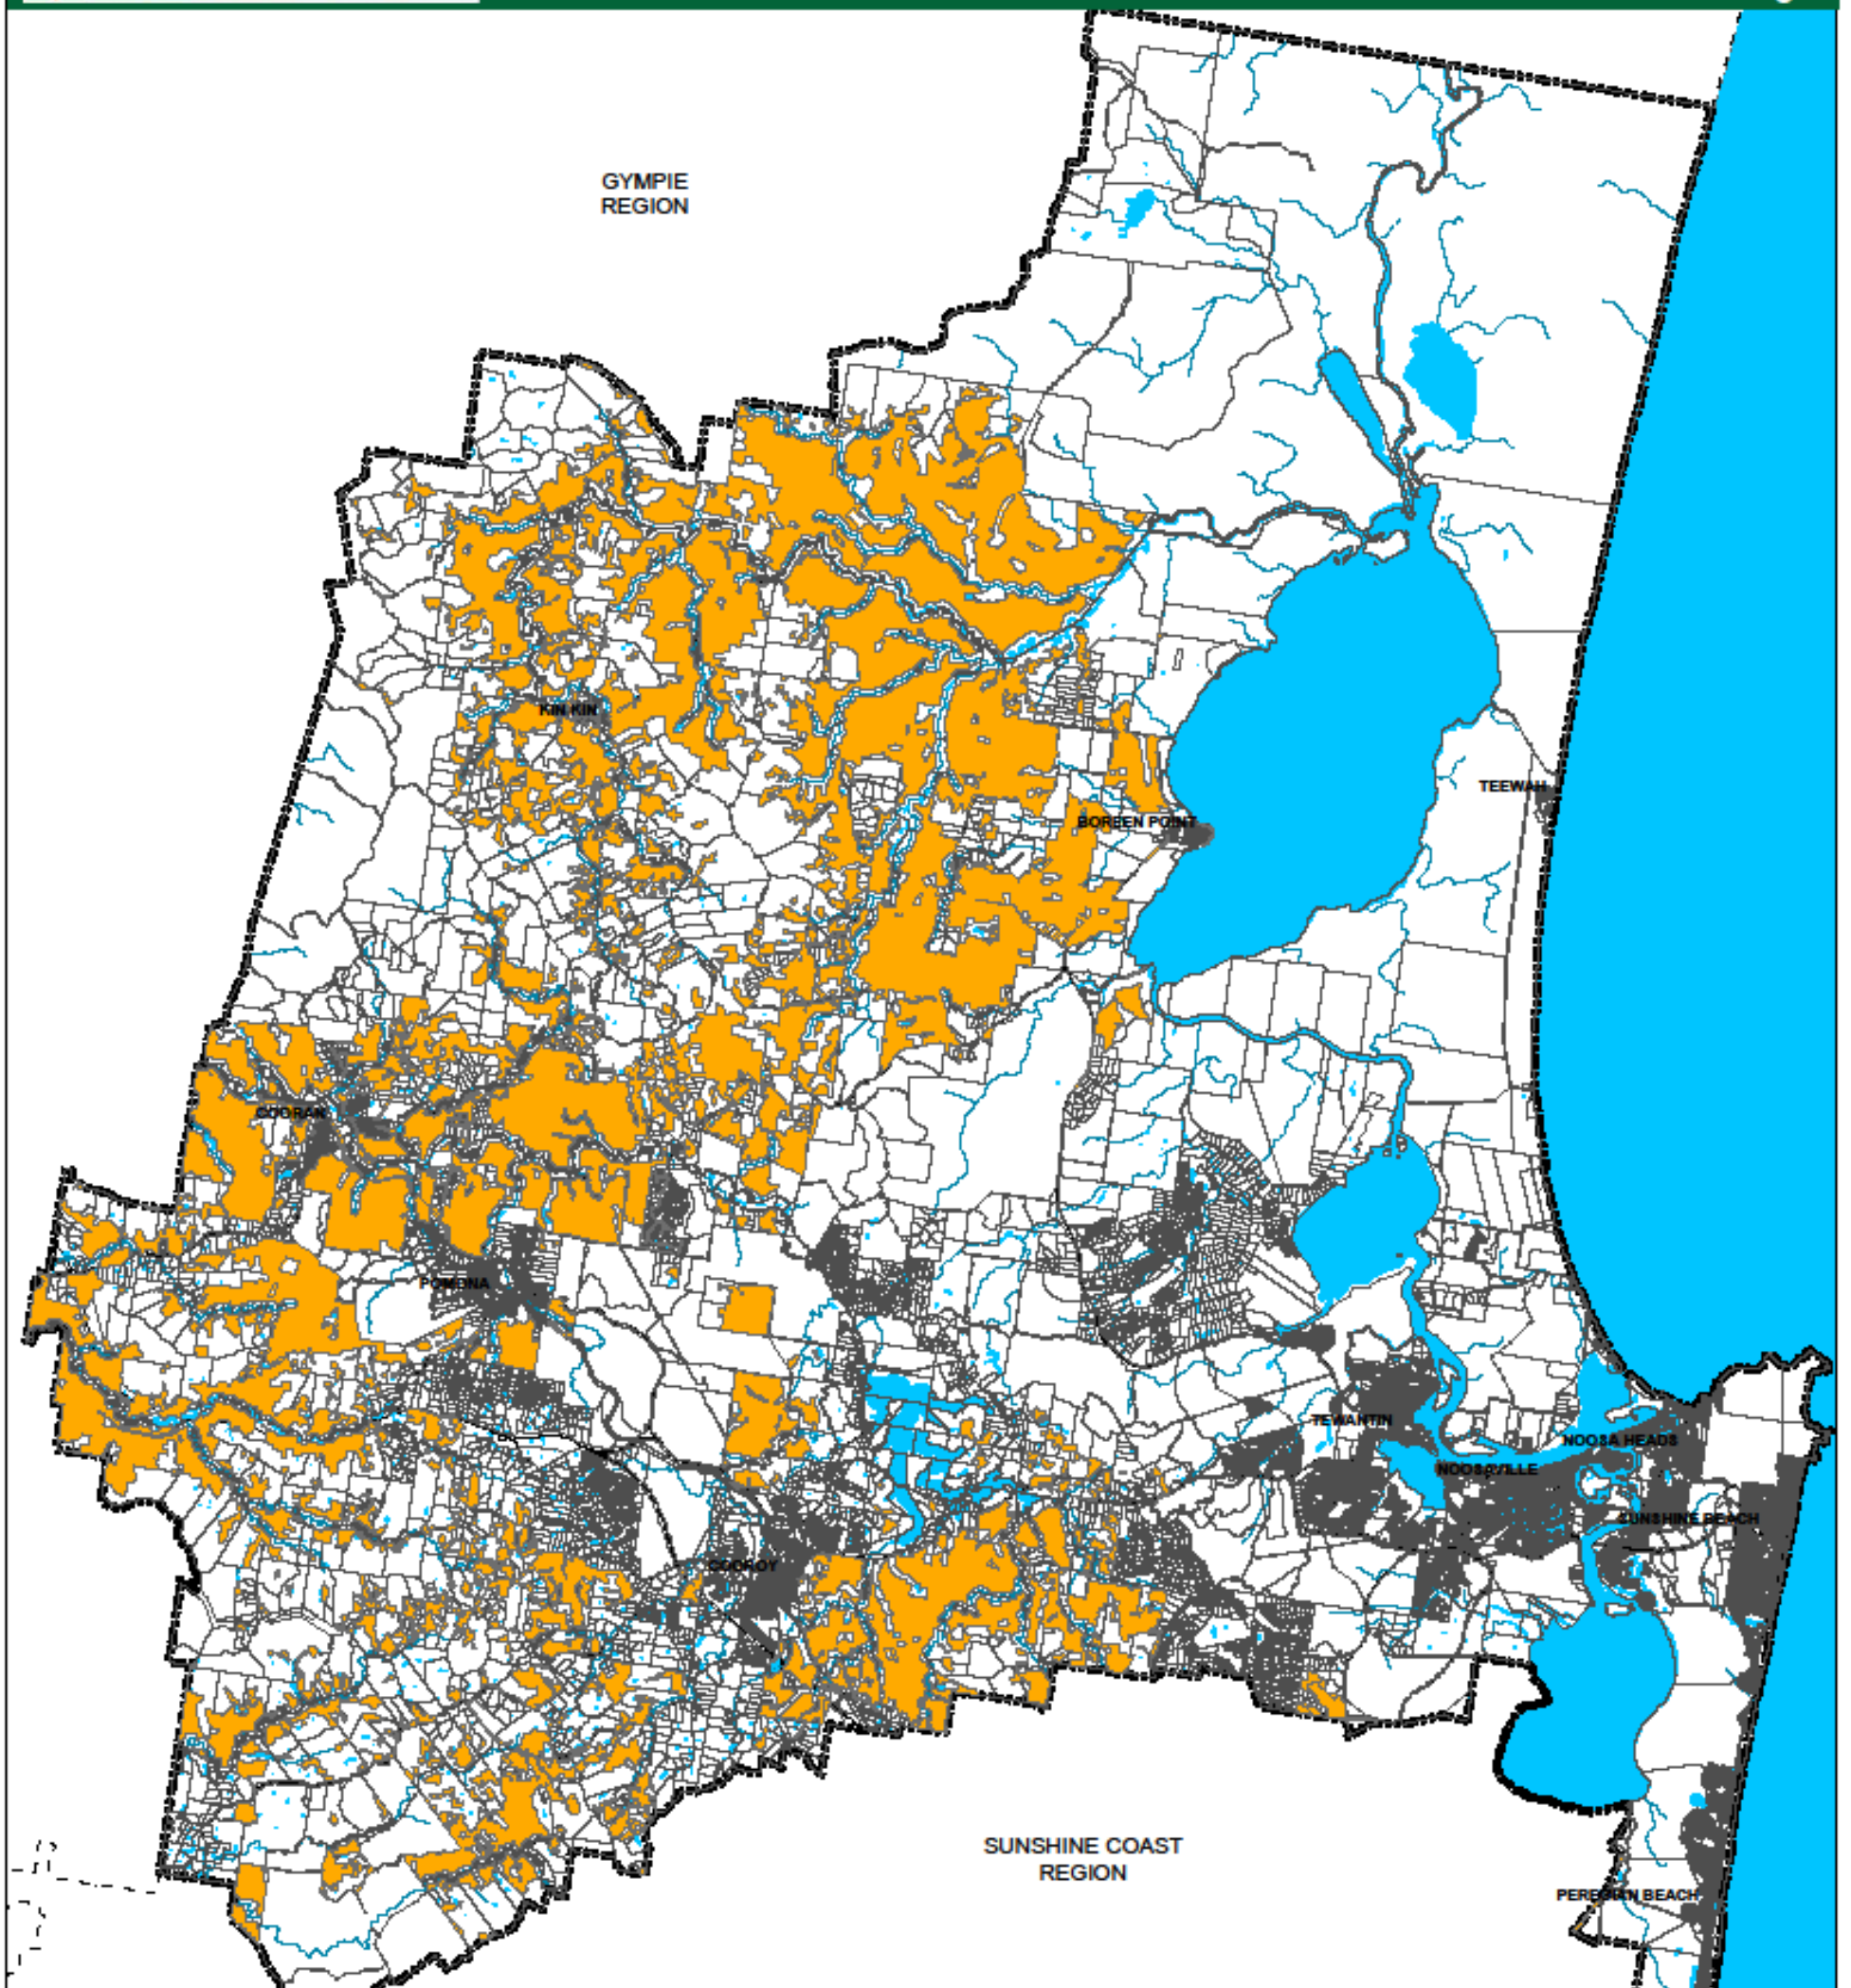 GYMPIE
REGION
KIN KIN
TEEWAH
BOREEN POINT
COORAN
POMONA
TEWANTIN
NOOSA HEADS
NOOSAVILLE
SUNSHINE BEACH
COOROY
SUNSHINE COAST
REGION
PEREGIAN BEACH